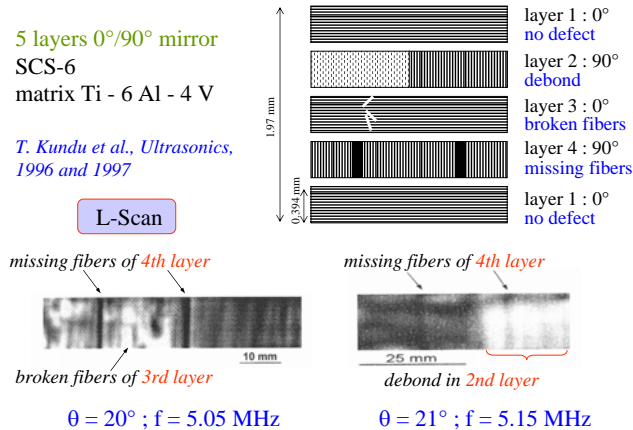 5 layers 0°/90° mirror
SCS-6
matrix Ti - 6 Al - 4 V
T. Kundu et al., Ultrasonics,
1996 and 1997
L-Scan
1.97 mm
0,394 mm
layer 1 : 0°
no defect
layer 2 : 90°
debond
layer 3 : 0°
broken fibers
layer 4 : 90°
missing fibers
layer 1 : 0°
no defect
missing fibers of 4th layer
10 mm
broken fibers of 3rd layer
θ = 20° ; f = 5.05 MHz
missing fibers of 4th layer
25 mm
debond in 2nd layer
θ = 21° ; f = 5.15 MHz